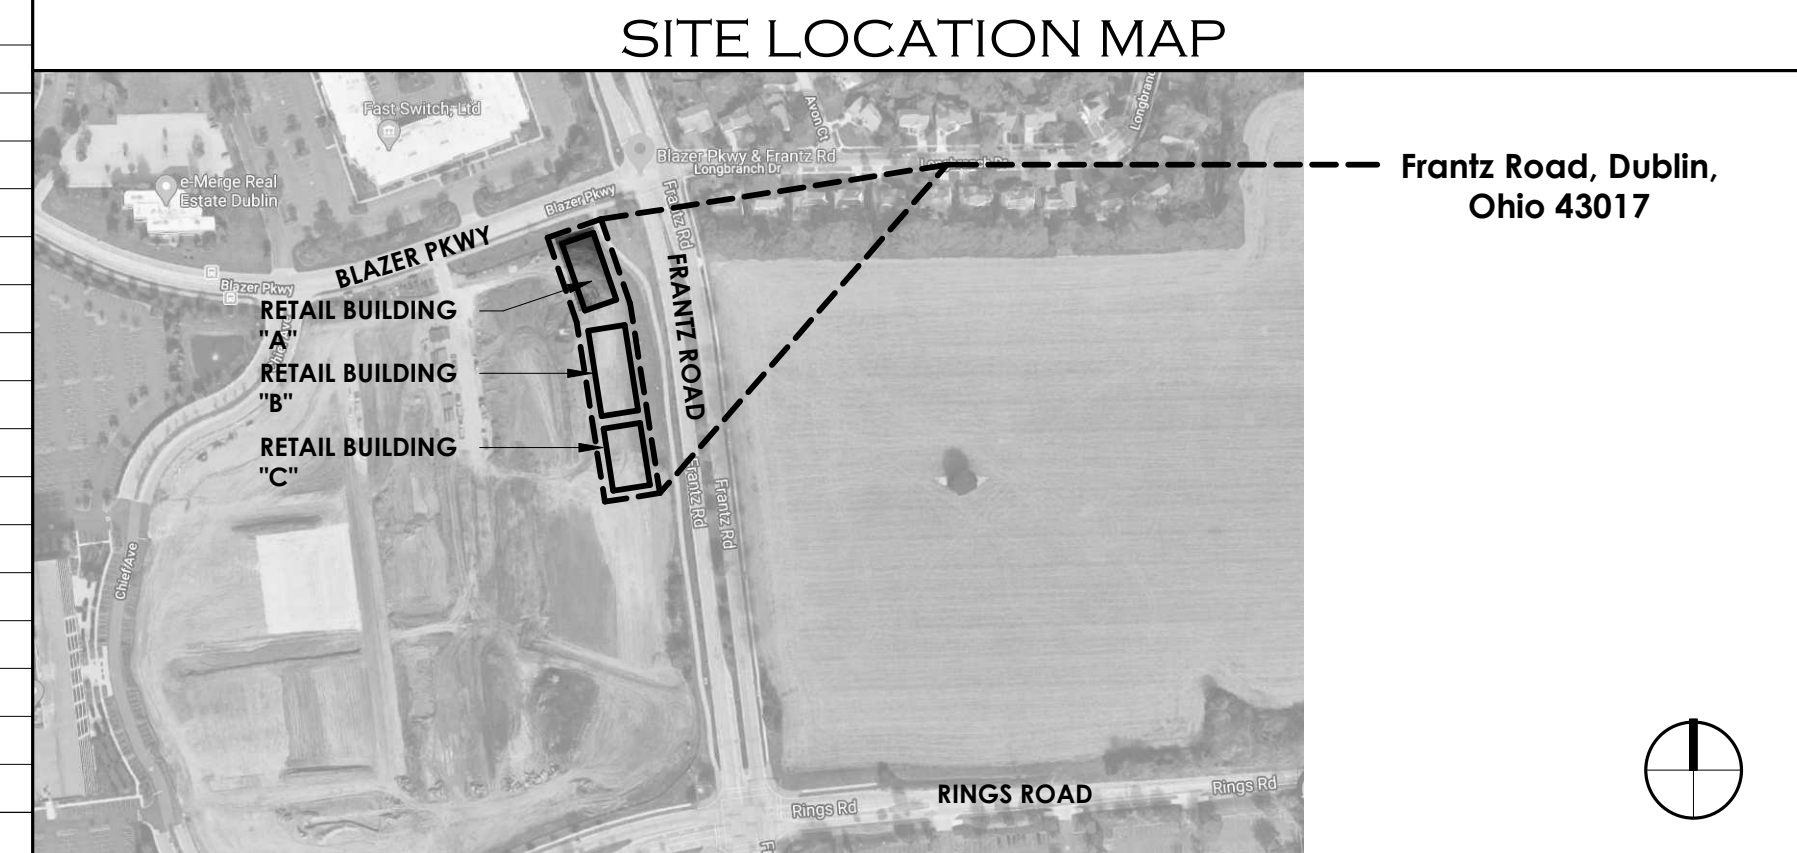 SITE LOCATION MAP
Fast Switch, Ltd
Avon Ct
Blazer Pkwy & Frantz Rd
Longbranch Dr
Longbranch Dr
Frantz Road, Dublin,
Ohio 43017
e-Merge Real
Estate Dublin
Blazer Pkwy
Frantz Rd
BLAZER PKWY
FRANTZ ROAD
Blazer Pkwy
RETAIL BUILDING
"A"
RETAIL BUILDING
"B"
RETAIL BUILDING
"C"
Frantz Rd
Frantz Rd
Chief Ave
RINGS ROAD
Rings Rd
Rings Rd